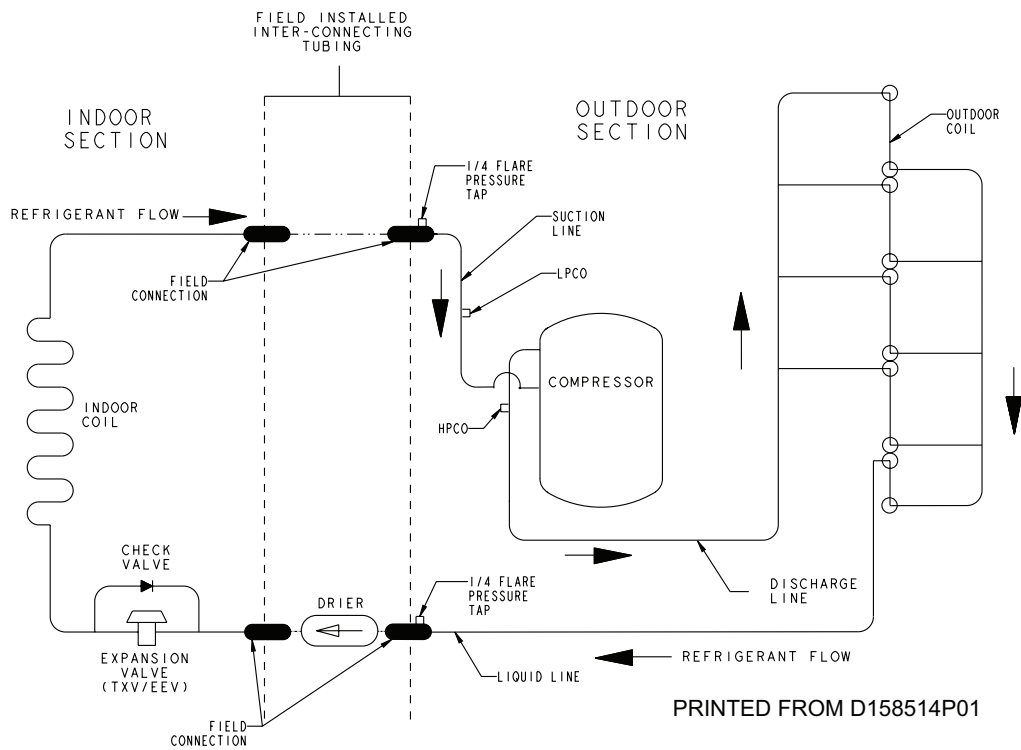 FIELD INSTALLED
INTER-CONNECTING
TUBING
INDOOR
SECTION
OUTDOOR
SECTION
OUTDOOR
COIL
1/4 FLARE
PRESSURE
TAP
REFRIGERANT FLOW
SUCTION
LINE
FIELD
CONNECTION
LPCO
COMPRESSOR
INDOOR
COIL
HPCO
CHECK
VALVE
DRIER
1/4 FLARE
PRESSURE
TAP
DISCHARGE
LINE
EXPANSION
VALVE
(TXV/EEV)
LIQUID LINE
REFRIGERANT FLOW
FIELD
CONNECTION
PRINTED FROM D158514P01